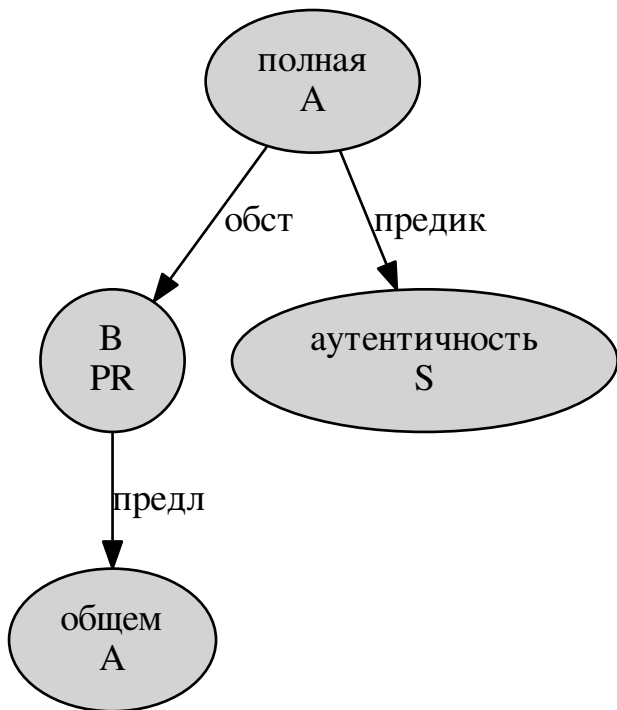 полная
A
обст
предик
В
PR
аутентичность
S
предл
общем
A